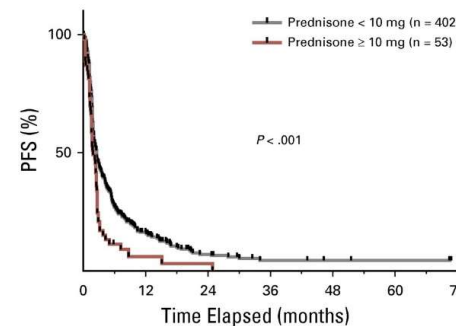 Prednisone < 10 mg (n = 402
Prednisone ≥ 10 mg (n = 53)
100
50
PFS (%)
P < .001
0 12 24 36 48 60 7
Time Elapsed (months)